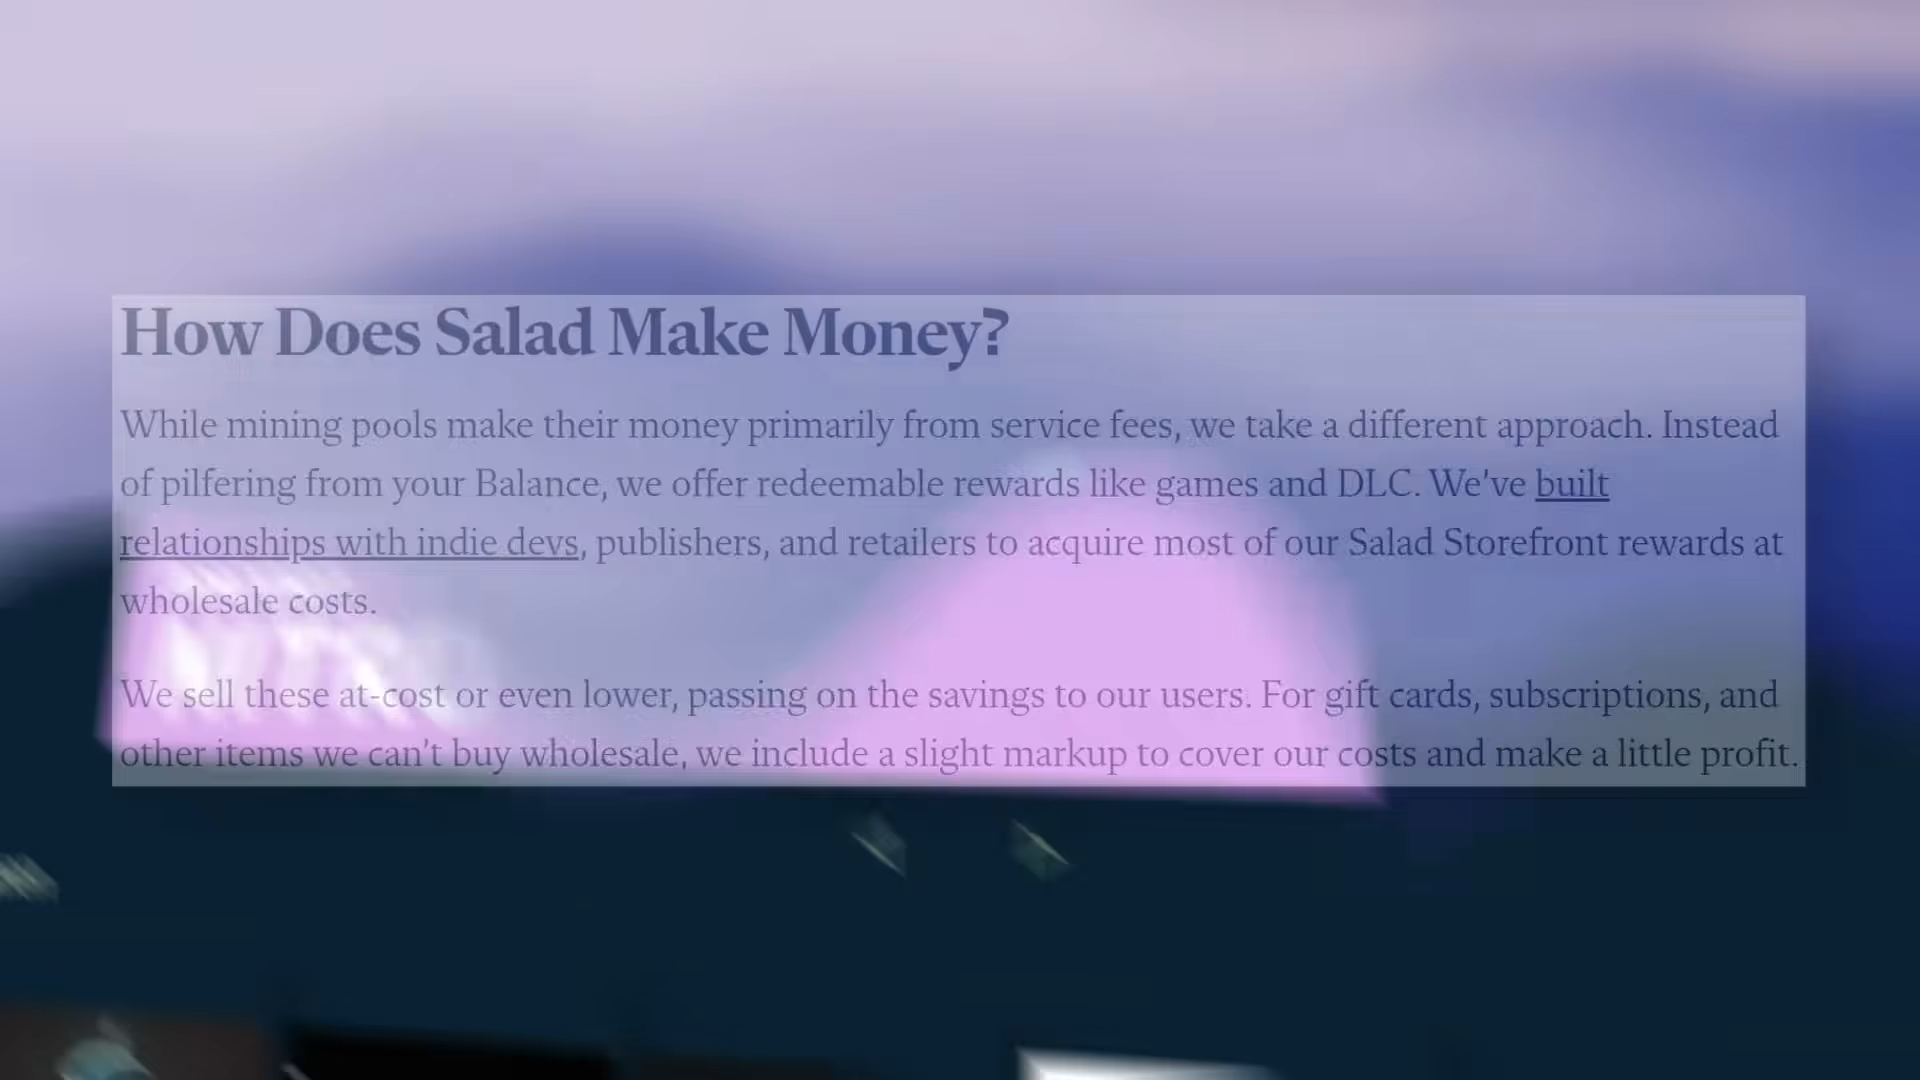 How Does Salad Make Money?
While mining pools make their money primarily from service fees, we take a different approach. Instead
of pilfering from your Balance, we offer redeemable rewards like games and DLC. We've built
relationships with indie devs, publishers, and retailers to acquire most of our Salad Storefront rewards at
wholesale costs.
We sell these at-cost or even lower, passing on the savings to our users. For gift cards, subscriptions, and
other items we can't buy wholesale, we include a slight markup to cover our costs and make a little profit.